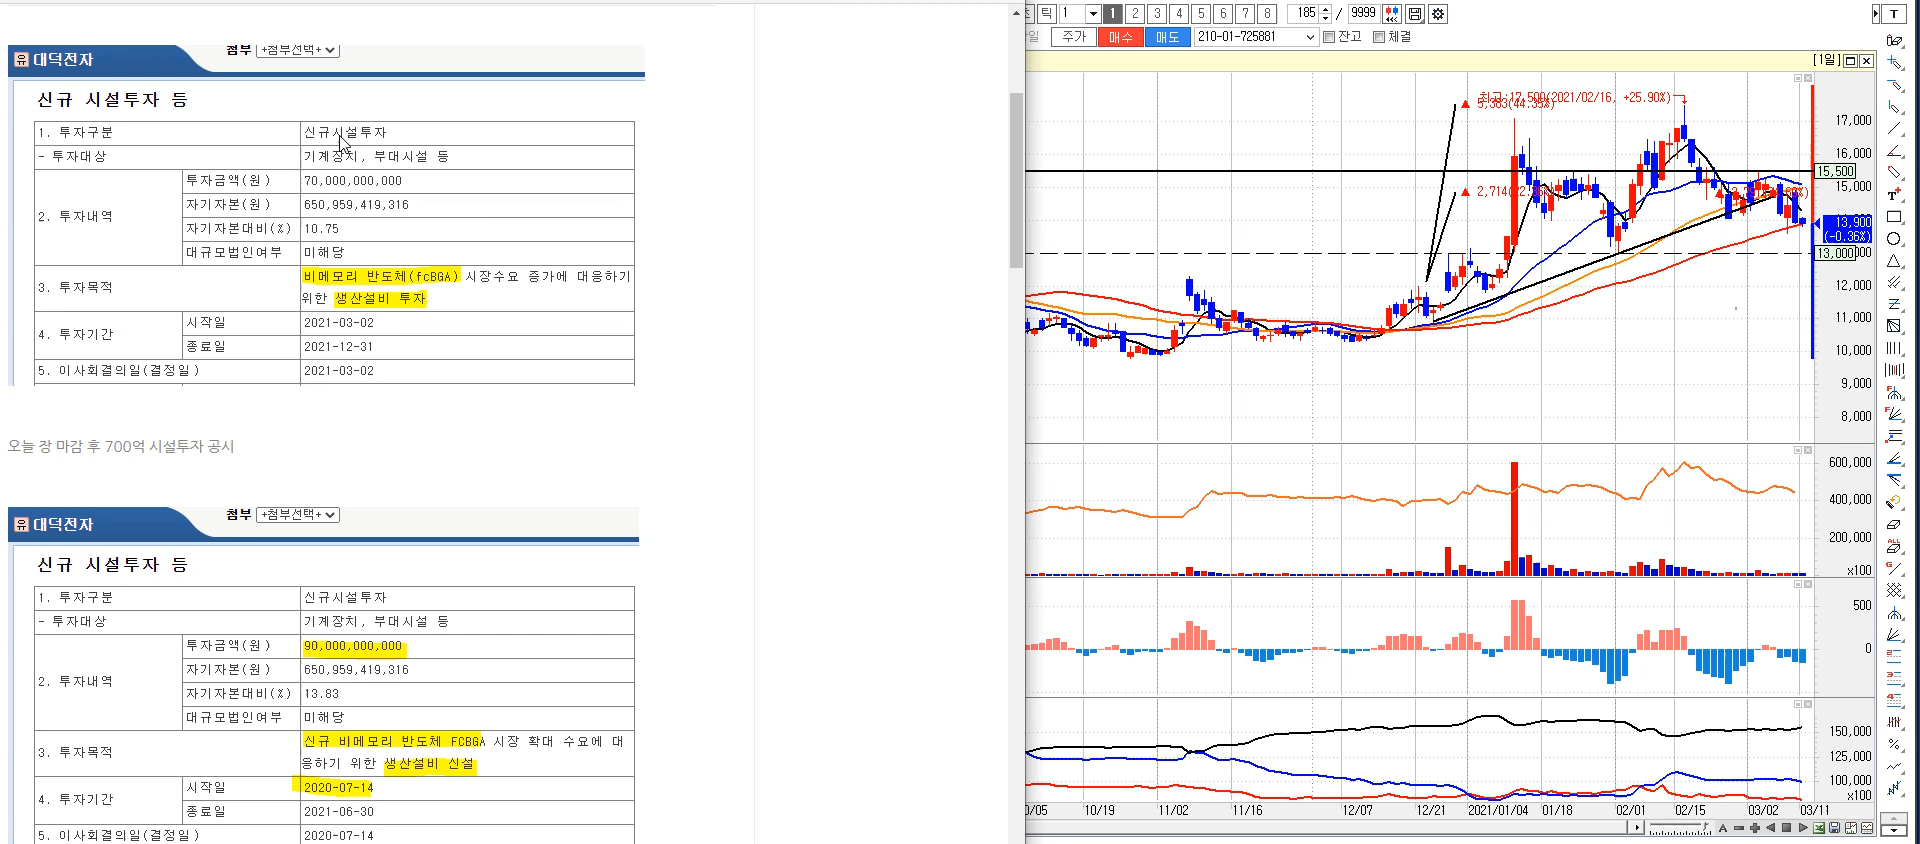 첨부 +첨부선택+
유 대덕전자
신규 시설투자 등
1. 투자구분 신규시설투자
- 투자대상 기계장치, 부대시설 등
2. 투자내역
투자금액(원) 70,000,000,000
자기자본(원) 650,959,419,316
자기자본대비(%) 10.75
대규모법인여부 미해당
3. 투자목적
비메모리 반도체(fcBGA) 시장수요 증가에 대응하기
위한 생산설비 투자
4. 투자기간
시작일 2021-03-02
종료일 2021-12-31
5. 이사회결의일(결정일) 2021-03-02
오늘 장 마감 후 700억 시설투자 공시
첨부 +첨부선택+
유 대덕전자
신규 시설투자 등
1. 투자구분 신규시설투자
- 투자대상 기계장치, 부대시설 등
2. 투자내역
투자금액(원) 90,000,000,000
자기자본(원) 650,959,419,316
자기자본대비(%) 13.83
대규모법인여부 미해당
3. 투자목적
신규 비메모리 반도체 FCBGA 시장 확대 수요에 대
응하기 위한 생산설비 신설
4. 투자기간
시작일 2020-07-14
종료일 2021-06-30
5. 이사회결의일(결정일) 2020-07-14
틱 1 1 2 3 4 5 6 7 8 185 / 9999 T
주가 매수 매도 210-01-725881 잔고 체결
[1일]
최고:17,500(2021/02/16, +25.90%)
5,383(44.35%)
17,000
16,000
15,500
15,000
13,900
(-0.36%)
13,000
12,000
11,000
10,000
9,000
8,000
600,000
400,000
200,000
x100
500
0
150,000
125,000
100,000
x100
10/19 11/02 11/16 12/07 12/21 2021/01/04 01/18 02/01 02/15 03/02 03/11